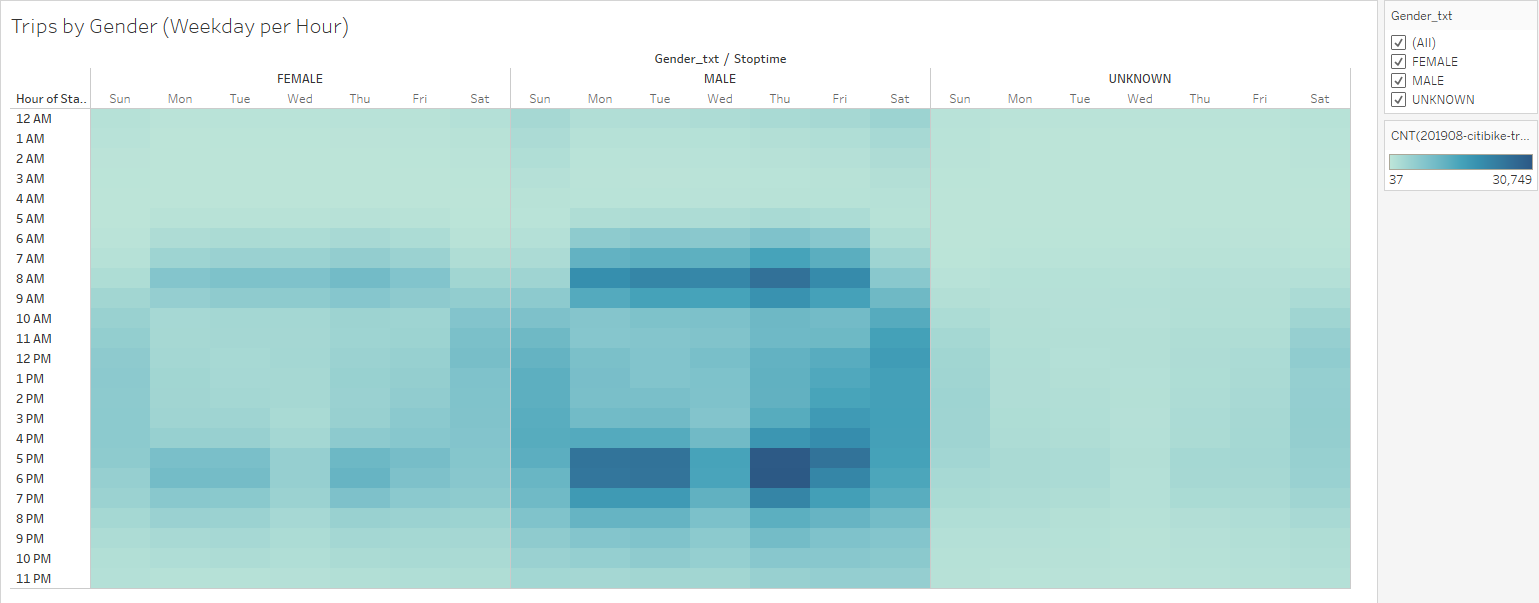 Trips by Gender (Weekday per Hour)
Gender_txt / Stoptime
FEMALE MALE UNKNOWN
Hour of Sta.. Sun Mon Tue Wed Thu Fri Sat Sun Mon Tue Wed Thu Fri Sat Sun Mon Tue Wed Thu Fri Sat
12 AM
1 AM
2 AM
3 AM
4 AM
5 AM
6 AM
7 AM
8 AM
9 AM
10 AM
11 AM
12 PM
1 PM
2 PM
3 PM
4 PM
5 PM
6 PM
7 PM
8 PM
9 PM
10 PM
11 PM
Gender_txt
(All)
FEMALE
MALE
UNKNOWN
CNT(201908-citibike-tr...
37 30,749